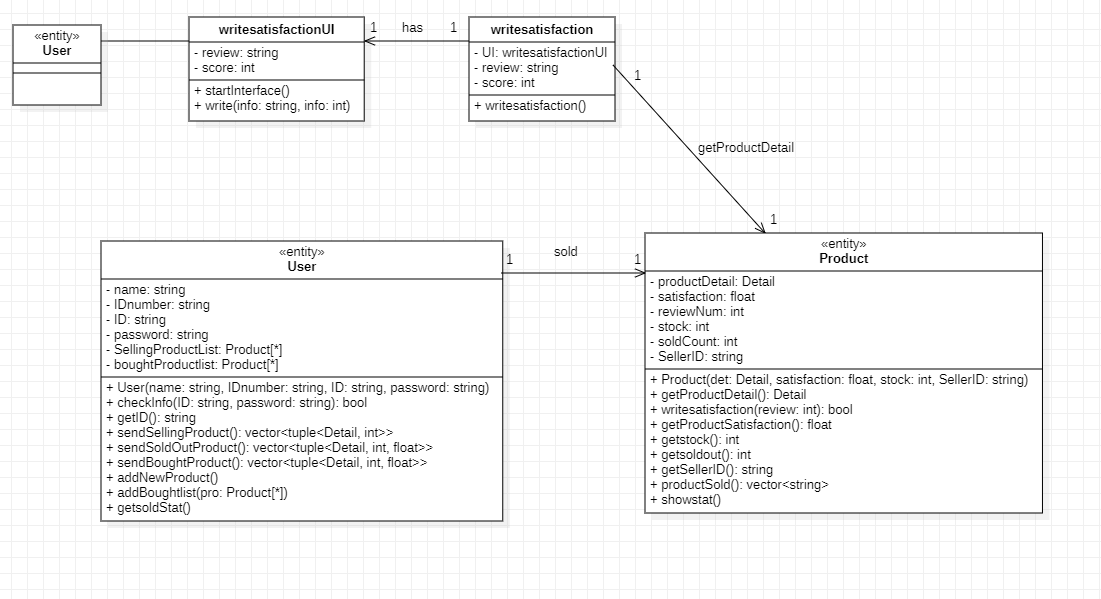 «entity»
User
writesatisfactionUI
- review: string
- score: int
+ startInterface()
+ write(info: string, info: int)
1
has
1
writesatisfaction
- UI: writesatisfactionUI
- review: string
- score: int
+ writesatisfaction()
1
getProductDetail
1
«entity»
User
- name: string
- IDnumber: string
- ID: string
- password: string
- SellingProductList: Product[*]
- boughtProductlist: Product[*]
+ User(name: string, IDnumber: string, ID: string, password: string)
+ checkInfo(ID: string, password: string): bool
+ getID(): string
+ sendSellingProduct(): vector<tuple<Detail, int>>
+ sendSoldOutProduct(): vector<tuple<Detail, int, float>>
+ sendBoughtProduct(): vector<tuple<Detail, int, float>>
+ addNewProduct()
+ addBoughtlist(pro: Product[*])
+ getsoldStat()
1
sold
1
«entity»
Product
- productDetail: Detail
- satisfaction: float
- reviewNum: int
- stock: int
- soldCount: int
- SellerID: string
+ Product(det: Detail, satisfaction: float, stock: int, SellerID: string)
+ getProductDetail(): Detail
+ writesatisfaction(review: int): bool
+ getProductSatisfaction(): float
+ getstock(): int
+ getsoldout(): int
+ getSellerID(): string
+ productSold(): vector<string>
+ showstat()